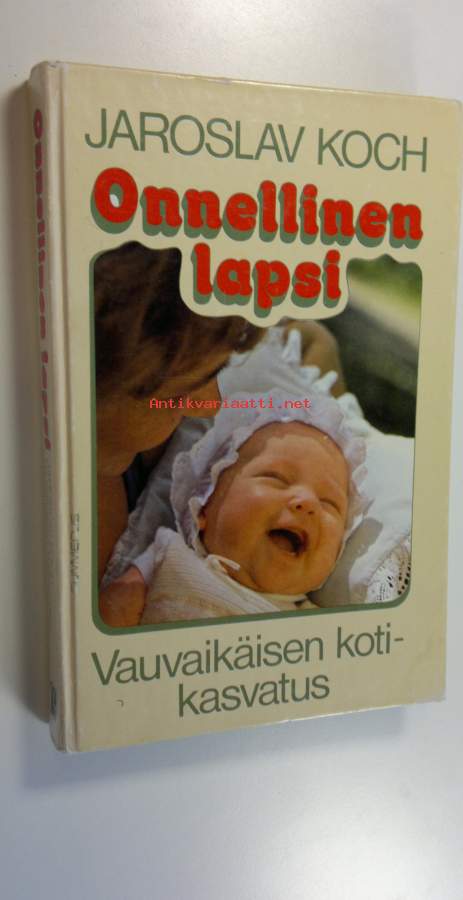 JAROSLAV KOCH
Onnellinen
lapsi
Antikvariaatti.net
Vauvaikäisen koti-
kasvatus
Onnellinen lapsi